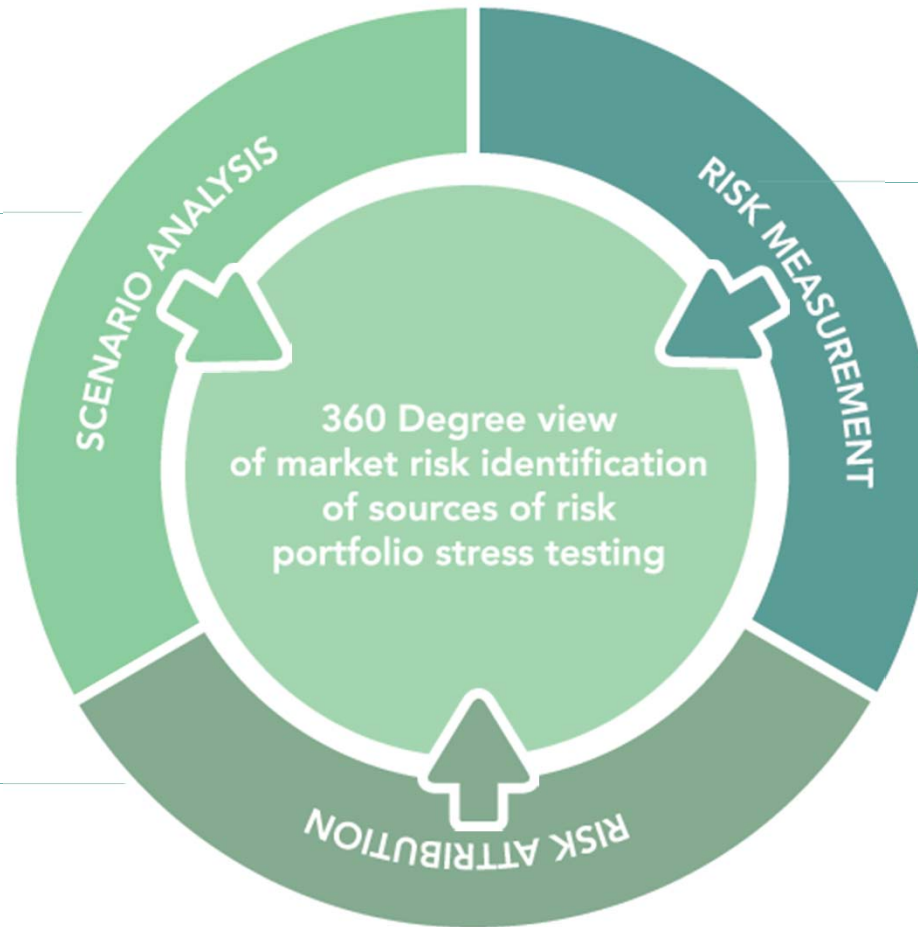 SCENARIO ANALYSIS
RISK MEASUREMENT
360 Degree view
of market risk identification
of sources of risk
portfolio stress testing
RISK ATTRIBUTION